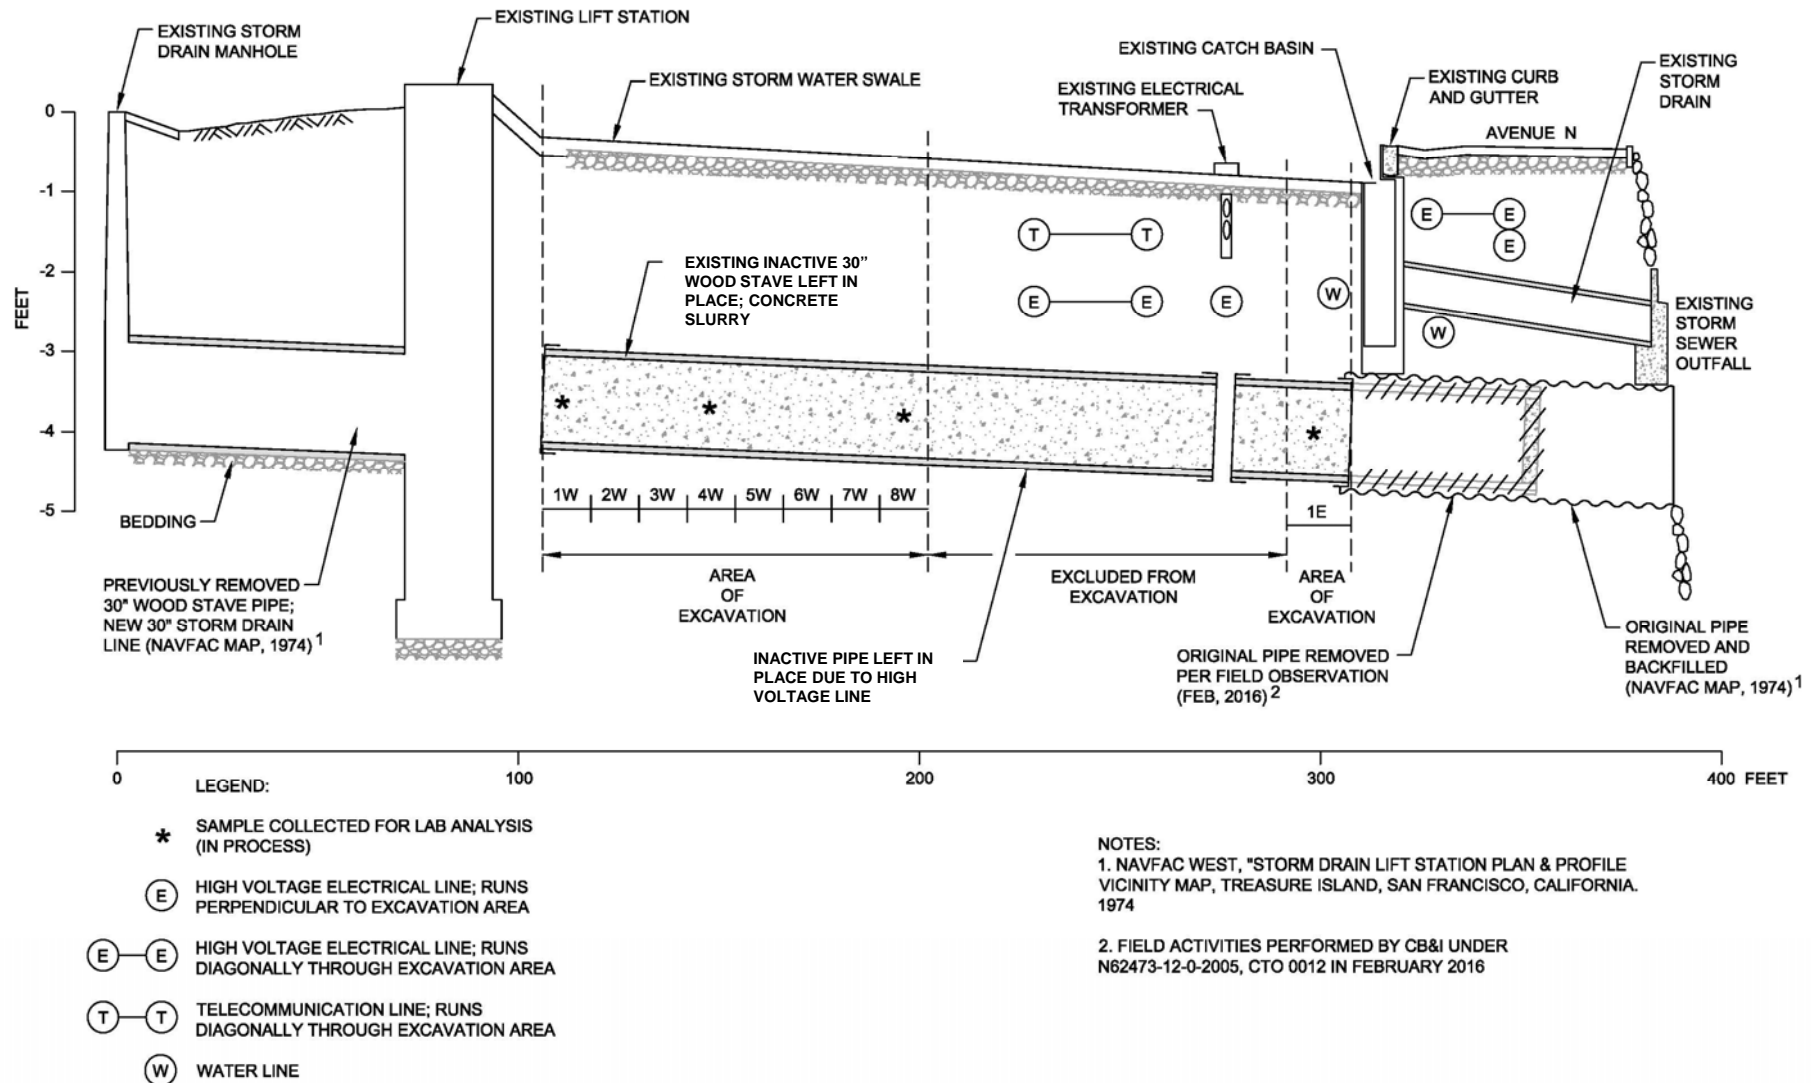 EXISTING STORM
DRAIN MANHOLE
EXISTING LIFT STATION
EXISTING STORM WATER SWALE
EXISTING ELECTRICAL
TRANSFORMER
EXISTING CATCH BASIN
EXISTING CURB
AND GUTTER
EXISTING
STORM
DRAIN
AVENUE N
0
-1
-2
-3
-4
-5
FEET
T
T
E
E
E
W
E
E
E
W
EXISTING INACTIVE 30”
WOOD STAVE LEFT IN
PLACE; CONCRETE
SLURRY
EXISTING
STORM
SEWER
OUTFALL
*
*
*
*
1W
2W
3W
4W
5W
6W
7W
8W
1E
BEDDING
AREA
OF
EXCAVATION
EXCLUDED FROM
EXCAVATION
AREA
OF
EXCAVATION
PREVIOUSLY REMOVED
30" WOOD STAVE PIPE;
NEW 30" STORM DRAIN
LINE (NAVFAC MAP, 1974) 1
INACTIVE PIPE LEFT IN
PLACE DUE TO HIGH
VOLTAGE LINE
ORIGINAL PIPE REMOVED
PER FIELD OBSERVATION
(FEB, 2016) 2
ORIGINAL PIPE
REMOVED AND
BACKFILLED
(NAVFAC MAP, 1974) 1
0
100
200
300
400 FEET
LEGEND:
* SAMPLE COLLECTED FOR LAB ANALYSIS
(IN PROCESS)
E HIGH VOLTAGE ELECTRICAL LINE; RUNS
PERPENDICULAR TO EXCAVATION AREA
E E HIGH VOLTAGE ELECTRICAL LINE; RUNS
DIAGONALLY THROUGH EXCAVATION AREA
T T TELECOMMUNICATION LINE; RUNS
DIAGONALLY THROUGH EXCAVATION AREA
W WATER LINE
NOTES:
1. NAVFAC WEST, "STORM DRAIN LIFT STATION PLAN & PROFILE
VICINITY MAP, TREASURE ISLAND, SAN FRANCISCO, CALIFORNIA.
1974
2. FIELD ACTIVITIES PERFORMED BY CB&I UNDER
N62473-12-0-2005, CTO 0012 IN FEBRUARY 2016